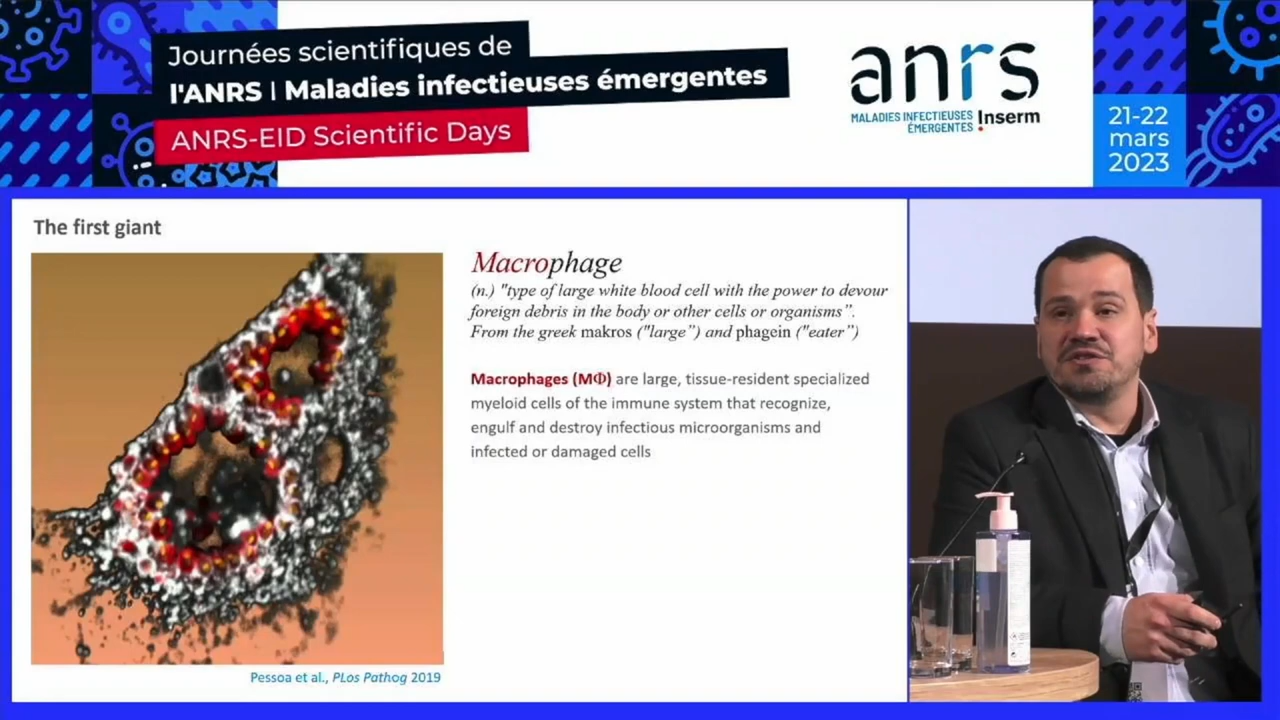 Journées scientifiques de
l'ANRS | Maladies infectieuses émergentes
ANRS-EID Scientific Days
anrs
MALADIES INFECTIEUSES
ÉMERGENTES Inserm
21-22
mars
2023
The first giant
Macrophage
(n.) "type of large white blood cell with the power to devour
foreign debris in the body or other cells or organisms”.
From the greek makros ("large”) and phagein ("eater”)
Macrophages (MΦ) are large, tissue-resident specialized
myeloid cells of the immune system that recognize,
engulf and destroy infectious microorganisms and
infected or damaged cells
Pessoa et al., PLos Pathog 2019